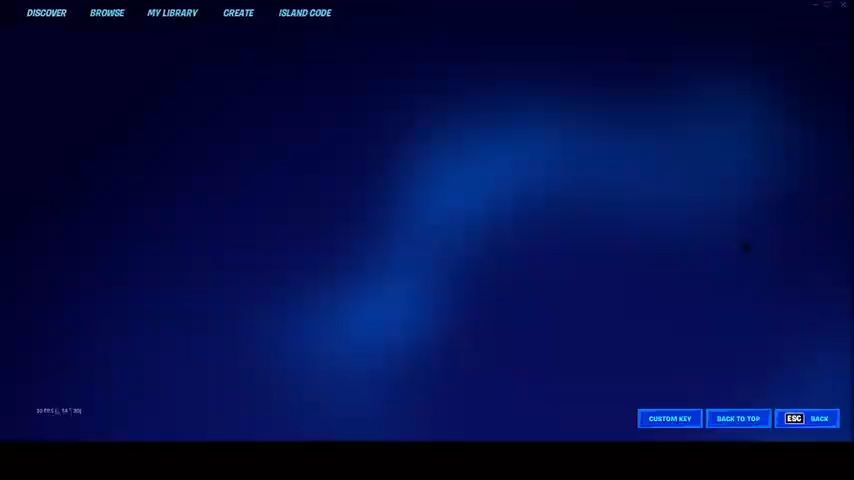 DISCOVER BROWSE MY LIBRARY CREATE ISLAND CODE
CUSTOM KEY BACK TO TOP ESC BACK